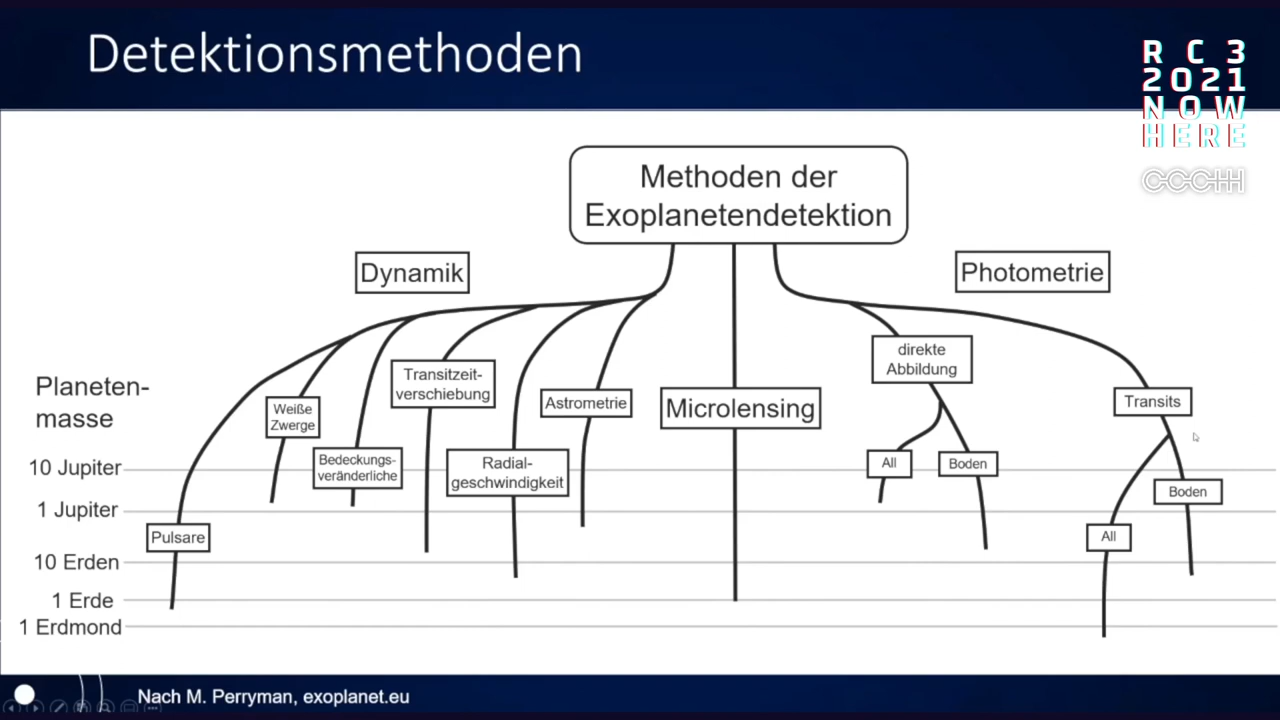 Detektionsmethoden
R C 3
2021
NOW
HERE
CCCHH
Methoden der
Exoplanetendetektion
Dynamik
Photometrie
direkte
Abbildung
Transitzeit-
verschiebung
Planeten-
masse
Weiße
Zwerge
Astrometrie
Microlensing
Transits
Bedeckungs-
veränderliche
Radial-
geschwindigkeit
All
Boden
10 Jupiter
Boden
1 Jupiter
Pulsare
All
10 Erden
1 Erde
1 Erdmond
Nach M. Perryman, exoplanet.eu